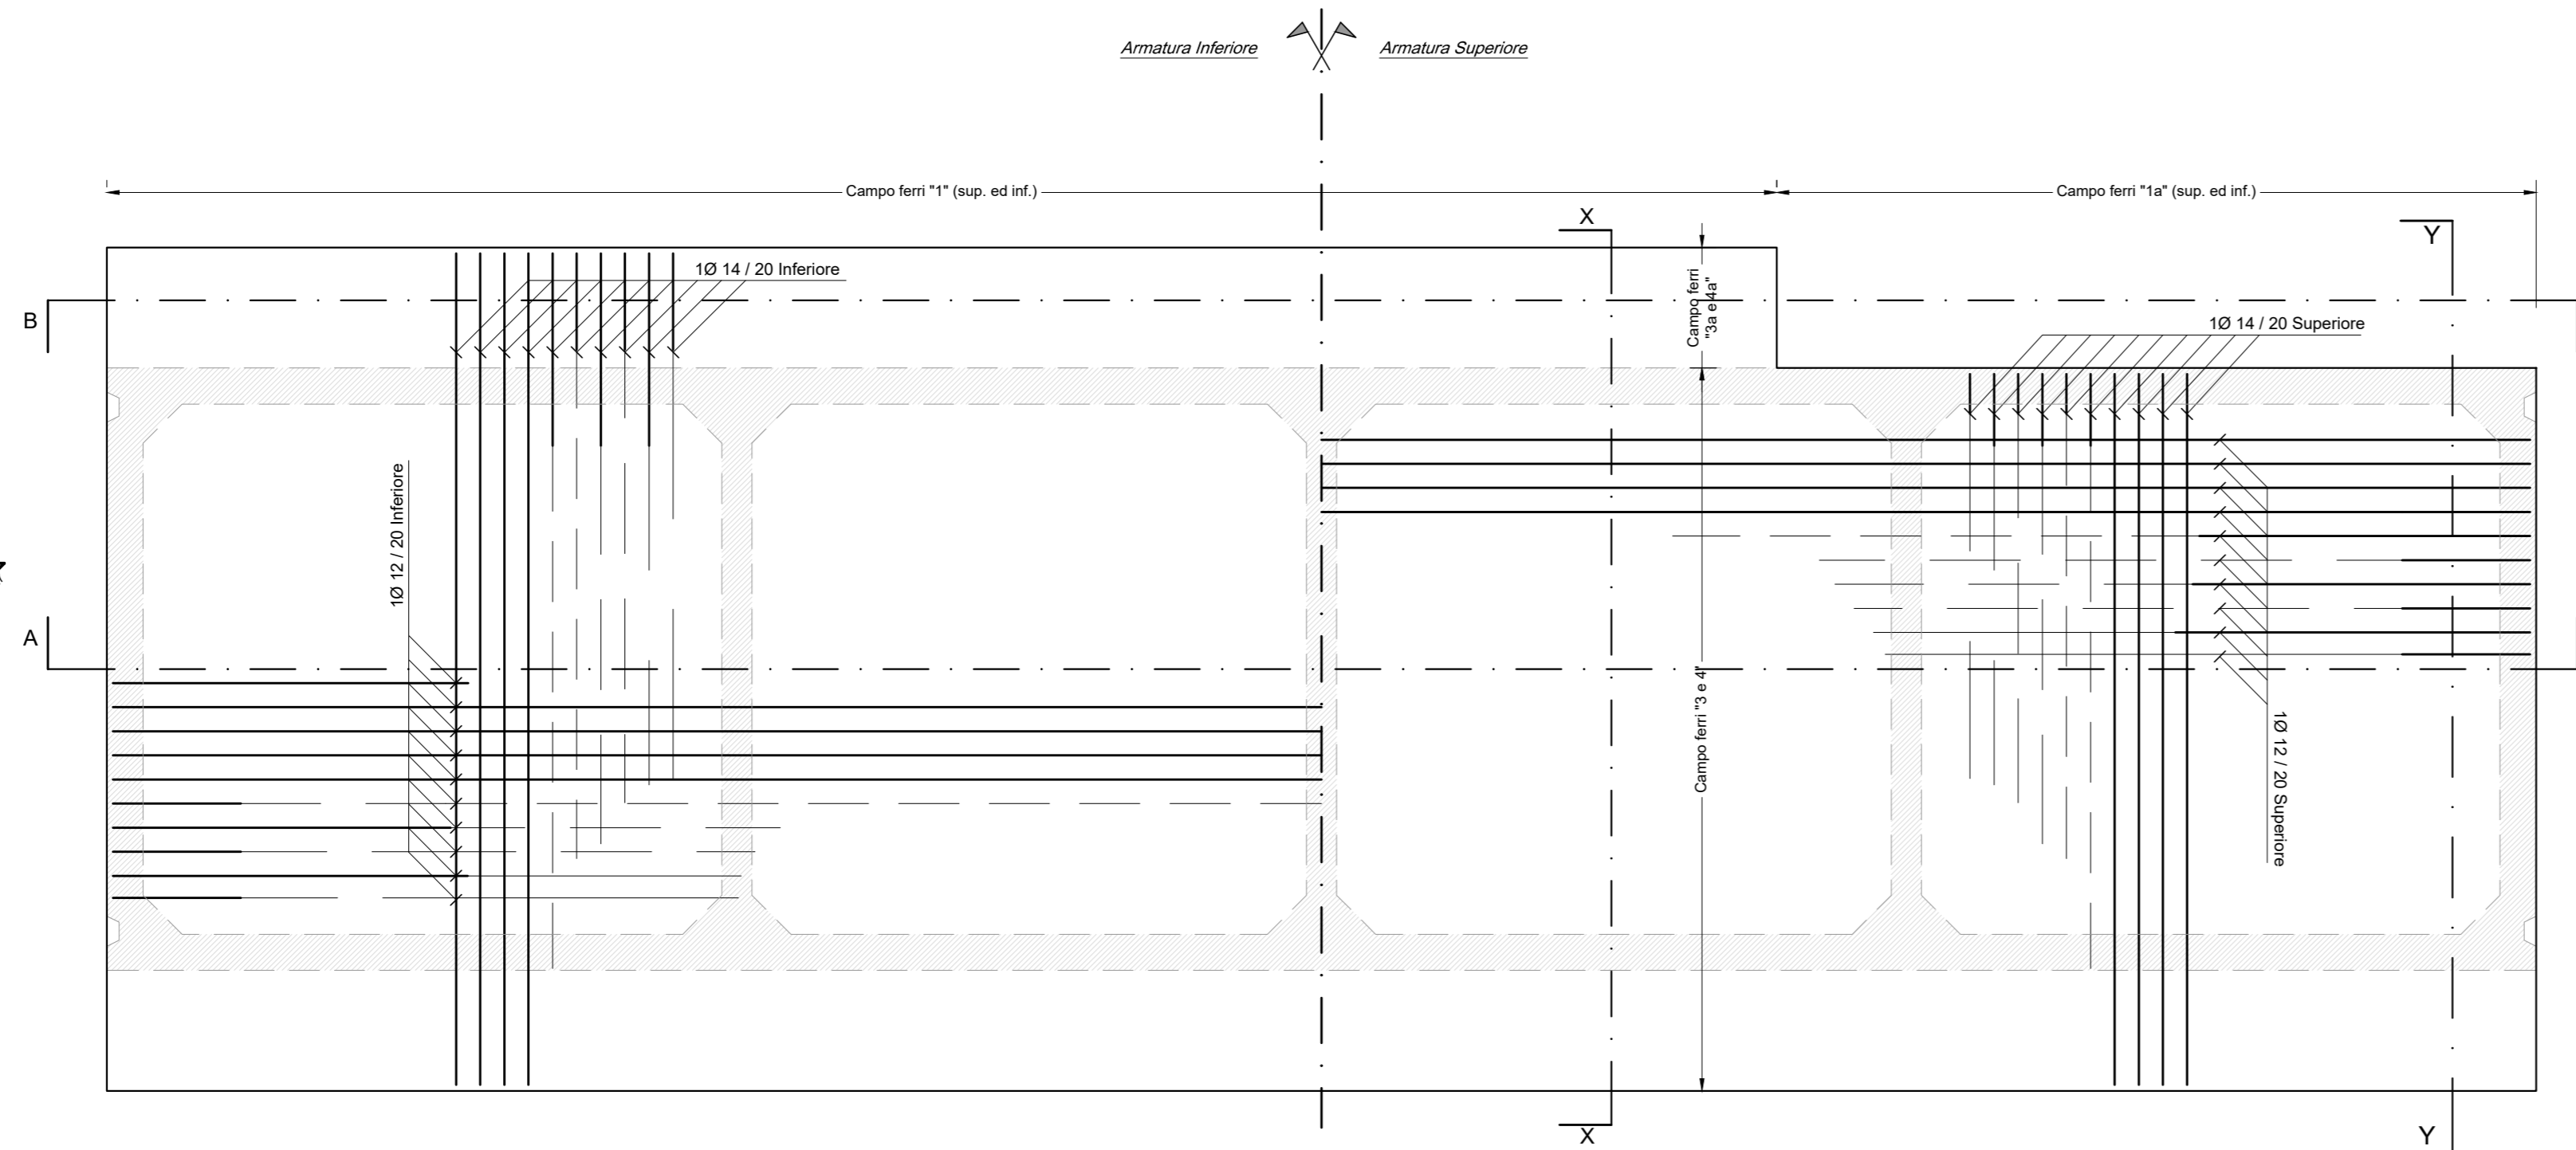 Armatura Inferiore
Armatura Superiore
Campo ferri "1" (sup. ed inf.)
Campo ferri "1a" (sup. ed inf.)
X
Y
1Ø 14 / 20 Inferiore
Campo ferri
"3a e 4a"
B
1Ø 14 / 20 Superiore
1Ø 12 / 20 Inferiore
A
Campo ferri "3 e 4"
1Ø 12 / 20 Superiore
X
Y